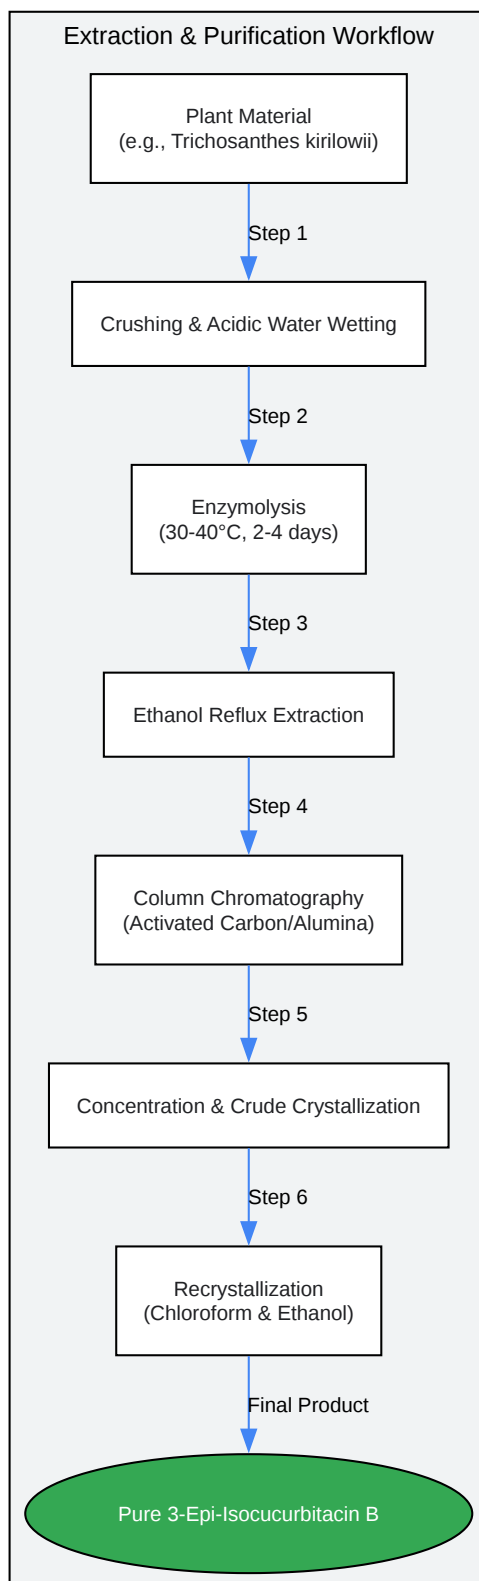 Extraction & Purification Workflow
Plant Material
(e.g., Trichosanthes kirilowii)
Step 1
Crushing & Acidic Water Wetting
Step 2
Enzymolysis
(30-40°C, 2-4 days)
Step 3
Ethanol Reflux Extraction
Step 4
Column Chromatography
(Activated Carbon/Alumina)
Step 5
Concentration & Crude Crystallization
Step 6
Recrystallization
(Chloroform & Ethanol)
Final Product
Pure 3-Epi-Isocucurbitacin B